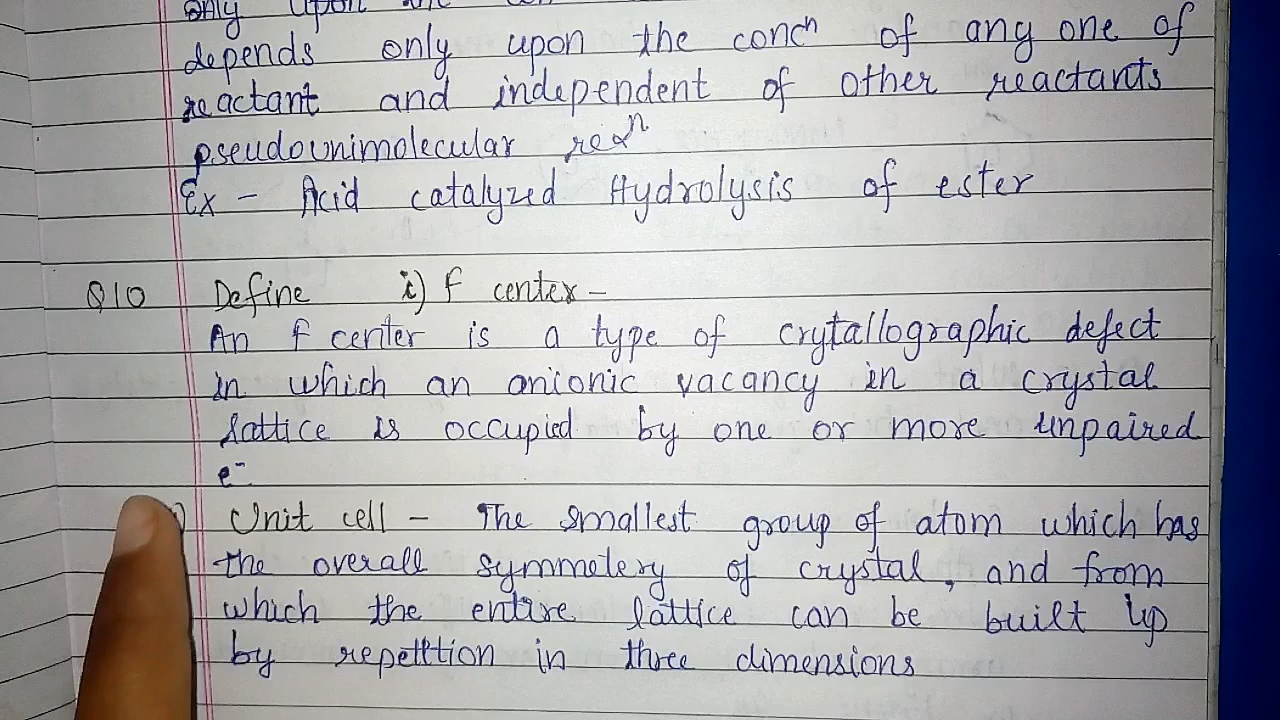 only upon the
depends only upon the concn of any one of
reactant and independent of other reactants
pseudounimolecular reaxn
Ex - Acid catalyzed Hydrolysis of ester
Q10 Define i) f center -
An f center is a type of crytallographic defect
in which an anionic vacancy in a crystal
lattice is occupied by one or more unpaired
e-
) Unit cell - The smallest group of atom which has
the overall symmetery of crystal, and from
which the entire lattice can be built up
by repettion in three dimensions